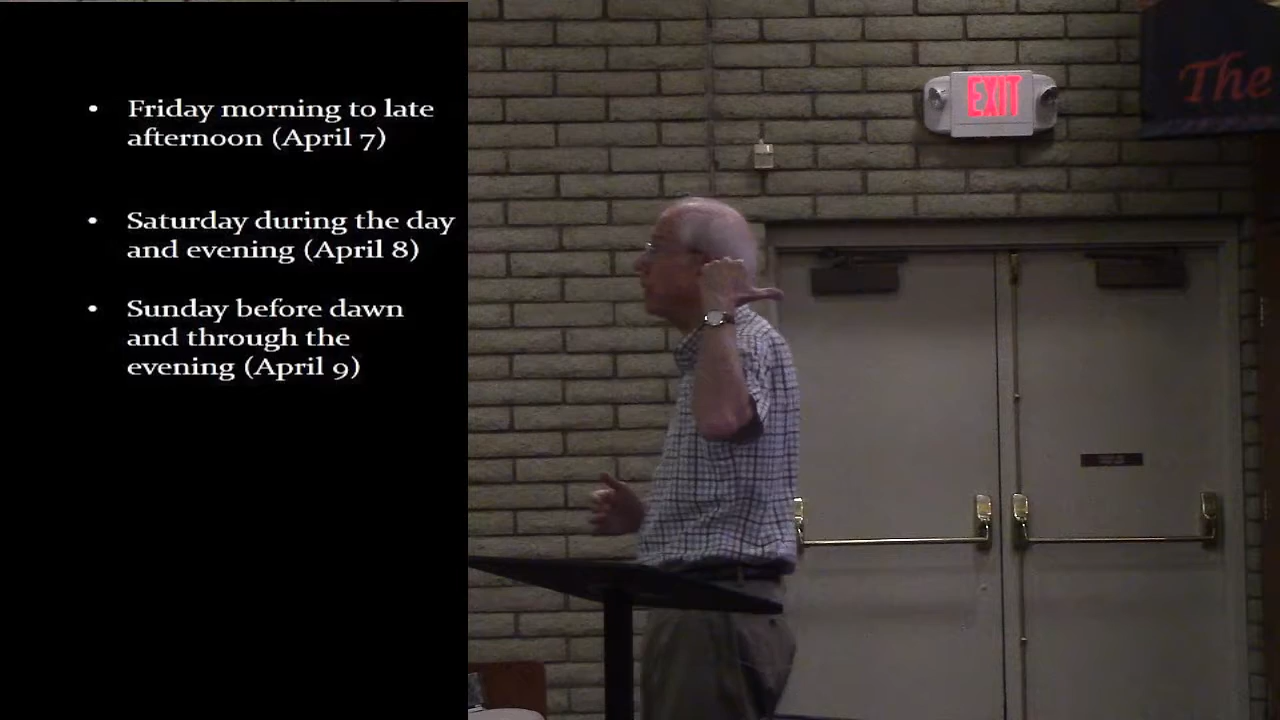 • Friday morning to late
afternoon (April 7)
• Saturday during the day
and evening (April 8)
• Sunday before dawn
and through the
evening (April 9)
EXIT
The